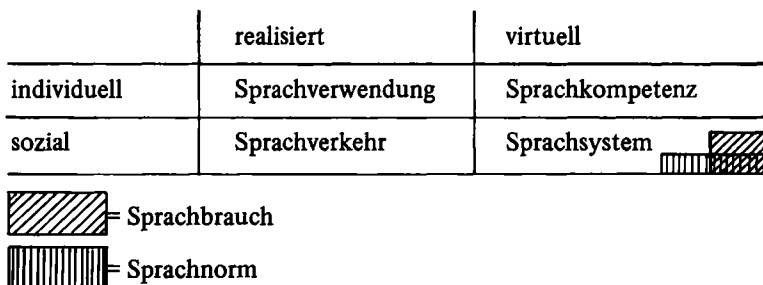 realisiert virtuell
individuell Sprachverwendung Sprachkompetenz
sozial Sprachverkehr Sprachsystem
= Sprachbrauch
= Sprachnorm